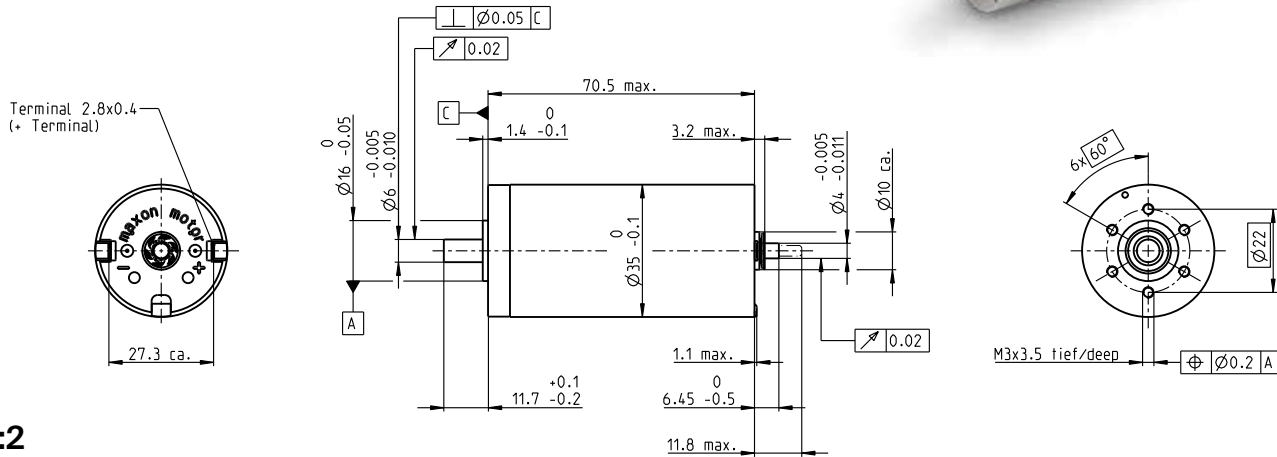 ⊥ Ø0.05 C
↗ 0.02
70.5 max.
Terminal 2.8x0.4
(+ Terminal)
C
0
1.4 -0.1
3.2 max.
0
Ø16 -0.05
-0.005
Ø6 -0.010
-0.005
Ø4 -0.011
Ø10 ca.
6x 60°
maxon motor
- +
0
Ø35 -0.1
Ø22
A
27.3 ca.
↗ 0.02
1.1 max.
M3x3.5 tief/deep
⌖ Ø0.2 A
+0.1
11.7 -0.2
0
6.45 -0.5
11.8 max.
:2